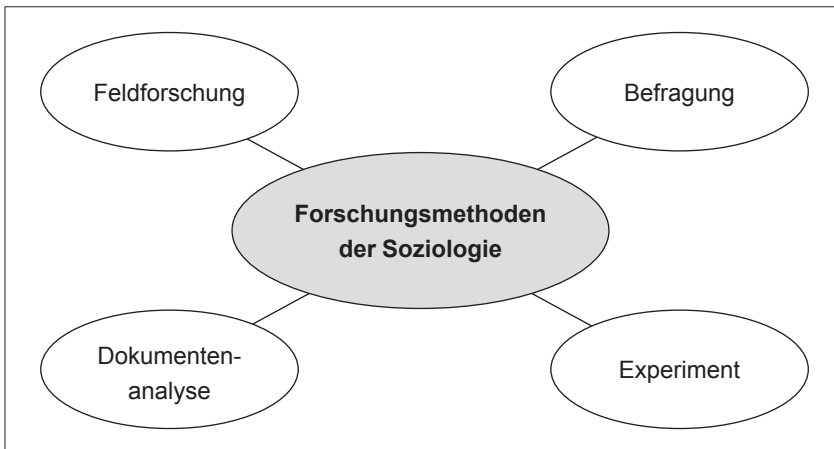 Feldforschung
Befragung
Forschungsmethoden
der Soziologie
Dokumenten-
analyse
Experiment